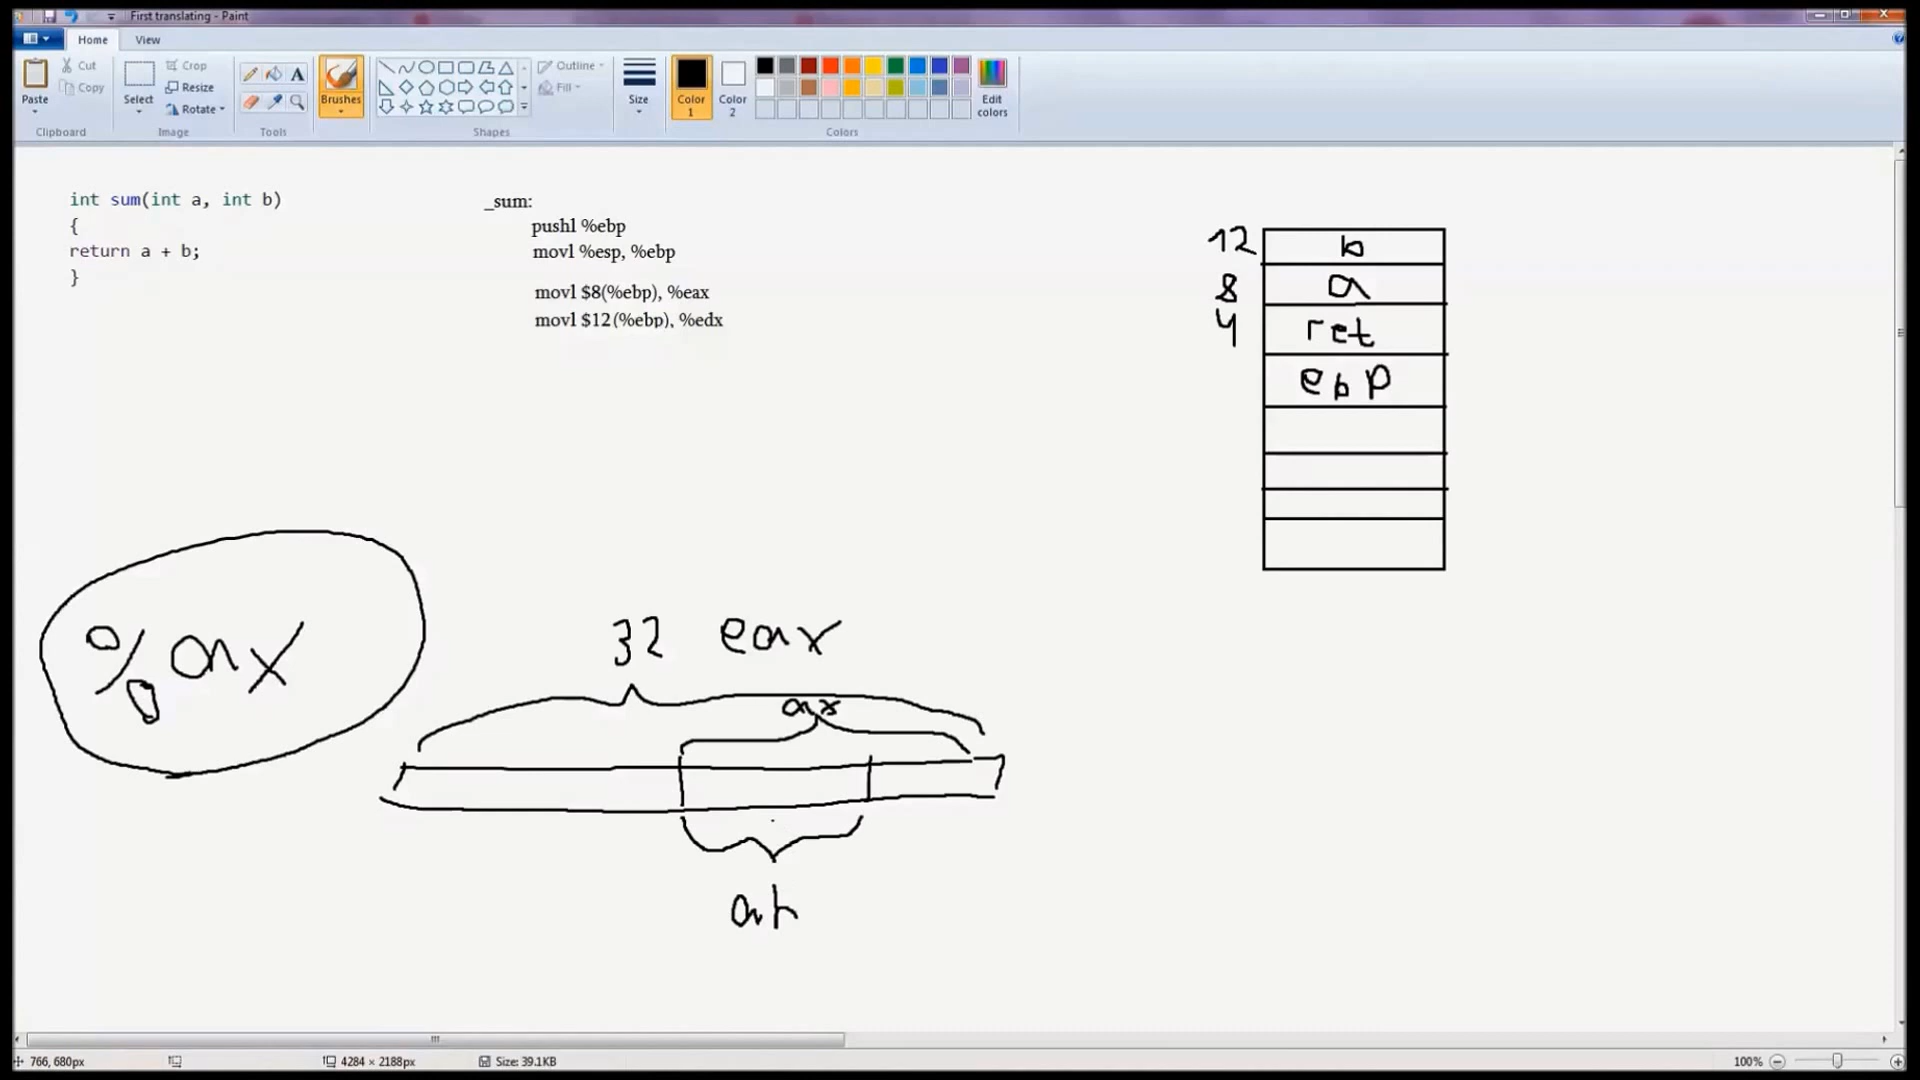 First translating - Paint
Home View
Paste
Cut
Copy
Clipboard
Select
Crop
Resize
Rotate
Image
Tools
Brushes
Shapes
Outline
Fill
Size
Color 1
Color 2
Edit colors
Colors
int sum(int a, int b)
{
return a + b;
}
_sum:
pushl %ebp
movl %esp, %ebp
movl $8(%ebp), %eax
movl $12(%ebp), %edx
12 b
8 a
4 ret
ebp
% ax
32 eax
ax
ah
766, 680px
4284 × 2188px
Size: 39.1KB
100%